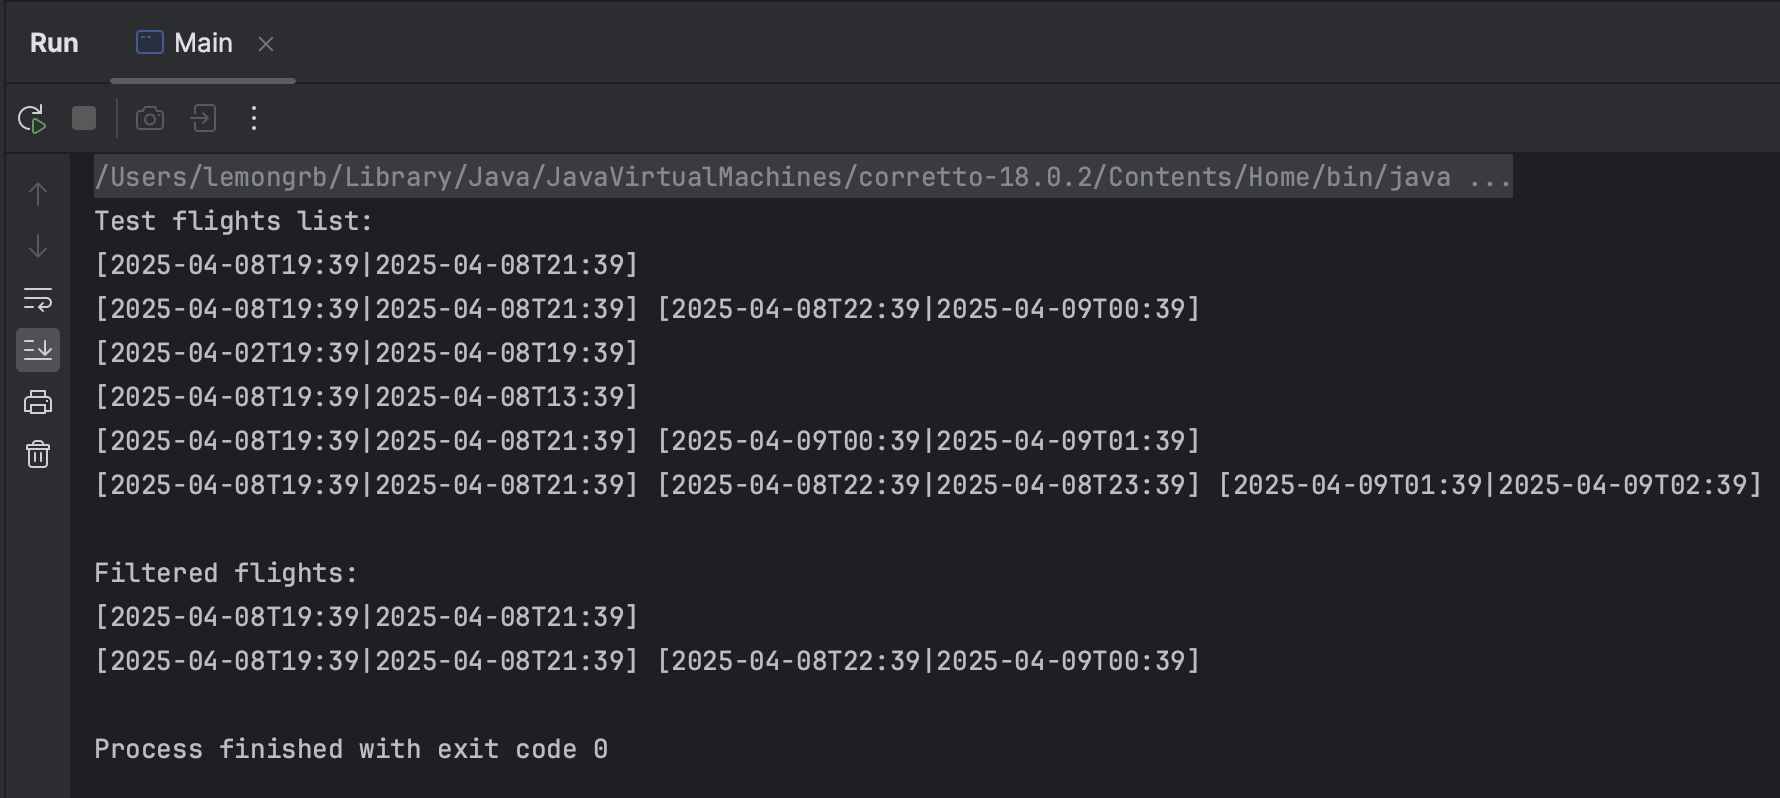 Run Main
/Users/lemongrb/Library/Java/JavaVirtualMachines/corretto-18.0.2/Contents/Home/bin/java ...
Test flights list:
[2025-04-08T19:39|2025-04-08T21:39]
[2025-04-08T19:39|2025-04-08T21:39] [2025-04-08T22:39|2025-04-09T00:39]
[2025-04-02T19:39|2025-04-08T19:39]
[2025-04-08T19:39|2025-04-08T13:39]
[2025-04-08T19:39|2025-04-08T21:39] [2025-04-09T00:39|2025-04-09T01:39]
[2025-04-08T19:39|2025-04-08T21:39] [2025-04-08T22:39|2025-04-08T23:39] [2025-04-09T01:39|2025-04-09T02:39]
Filtered flights:
[2025-04-08T19:39|2025-04-08T21:39]
[2025-04-08T19:39|2025-04-08T21:39] [2025-04-08T22:39|2025-04-09T00:39]
Process finished with exit code 0